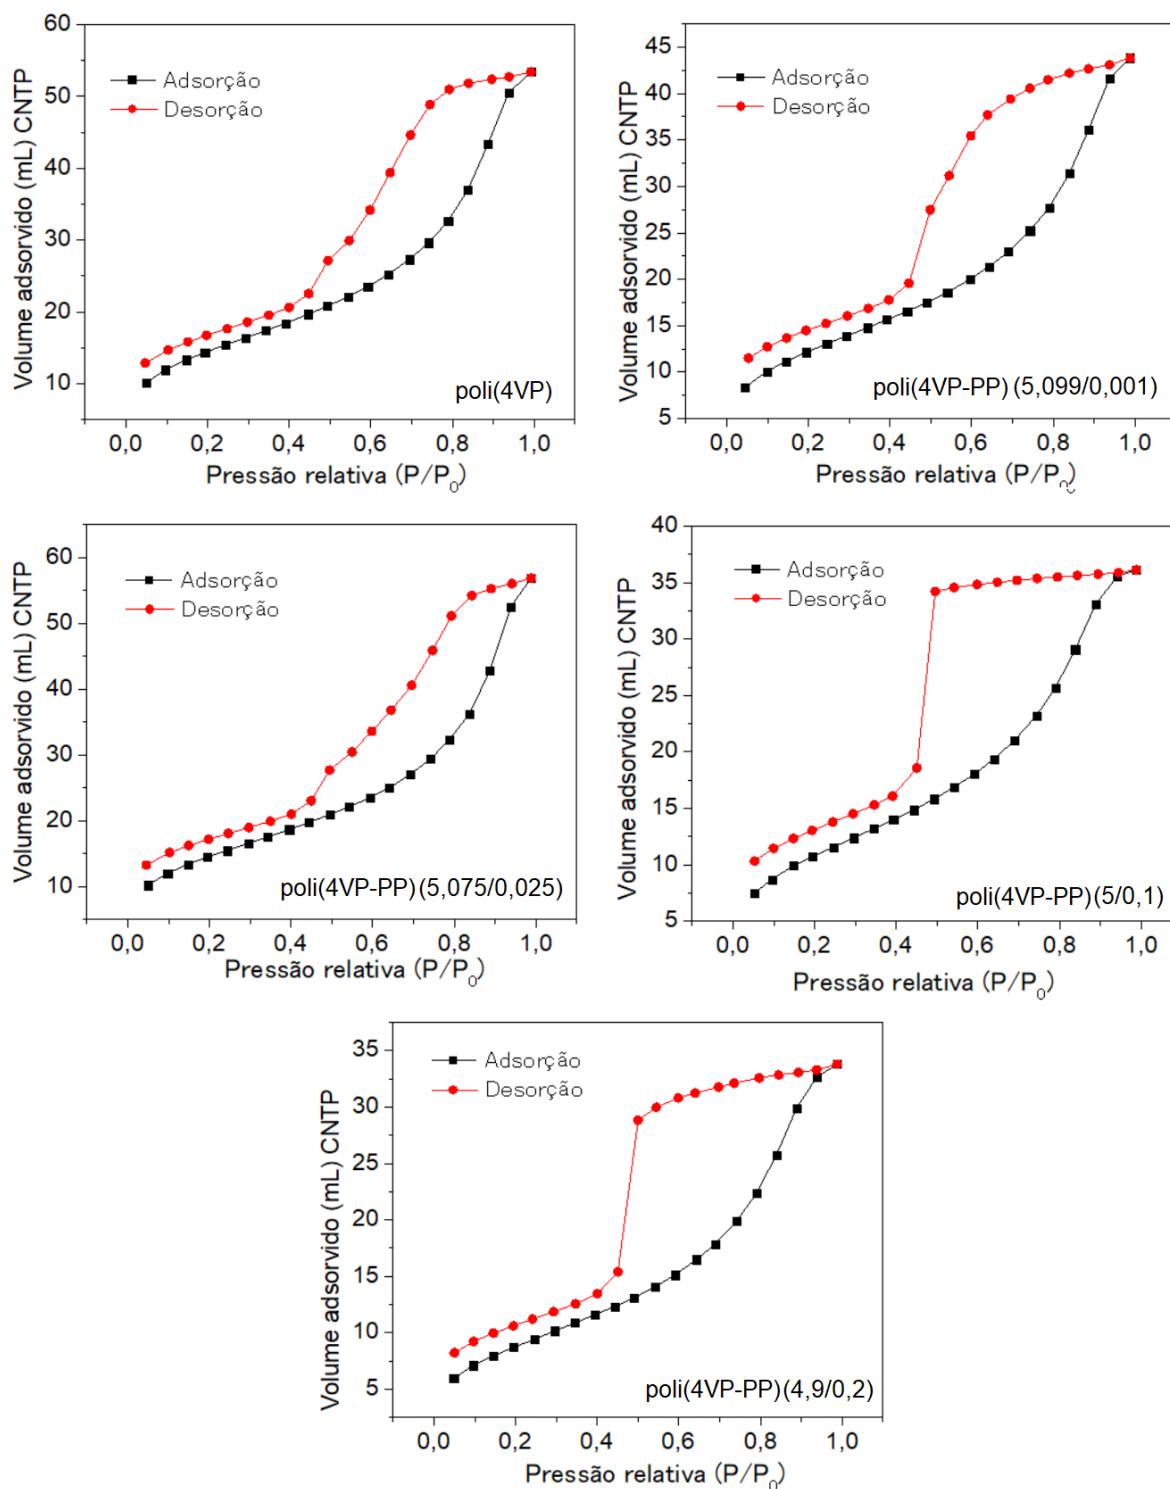 60
50
40
30
20
10
Volume adsorvido (mL) CNTP
Adsorção
Desorção
poli(4VP)
0,0 0,2 0,4 0,6 0,8 1,0
Pressão relativa (P/P0)
45
40
35
30
25
20
15
10
5
Volume adsorvido (mL) CNTP
Adsorção
Desorção
poli(4VP-PP) (5,099/0,001)
0,0 0,2 0,4 0,6 0,8 1,0
Pressão relativa (P/P0)
60
50
40
30
20
10
Volume adsorvido (mL) CNTP
Adsorção
Desorção
poli(4VP-PP) (5,075/0,025)
0,0 0,2 0,4 0,6 0,8 1,0
Pressão relativa (P/P0)
40
35
30
25
20
15
10
5
Volume adsorvido (mL) CNTP
Adsorção
Desorção
poli(4VP-PP) (5/0,1)
0,0 0,2 0,4 0,6 0,8 1,0
Pressão relativa (P/P0)
35
30
25
20
15
10
5
Volume adsorvido (mL) CNTP
Adsorção
Desorção
poli(4VP-PP) (4,9/0,2)
0,0 0,2 0,4 0,6 0,8 1,0
Pressão relativa (P/P0)